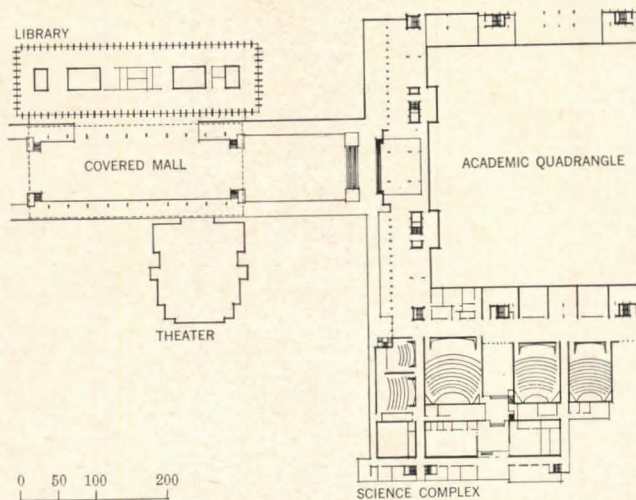 LIBRARY
COVERED MALL
ACADEMIC QUADRANGLE
THEATER
0 50 100 200
SCIENCE COMPLEX